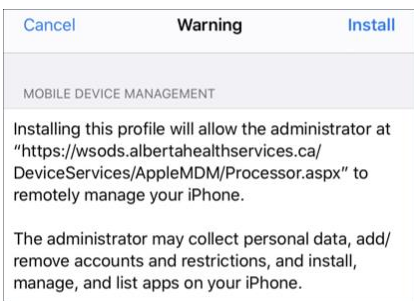 Cancel Warning Install
MOBILE DEVICE MANAGEMENT
Installing this profile will allow the administrator at
“https://wsods.albertahealthservices.ca/
DeviceServices/AppleMDM/Processor.aspx” to
remotely manage your iPhone.
The administrator may collect personal data, add/
remove accounts and restrictions, and install,
manage, and list apps on your iPhone.